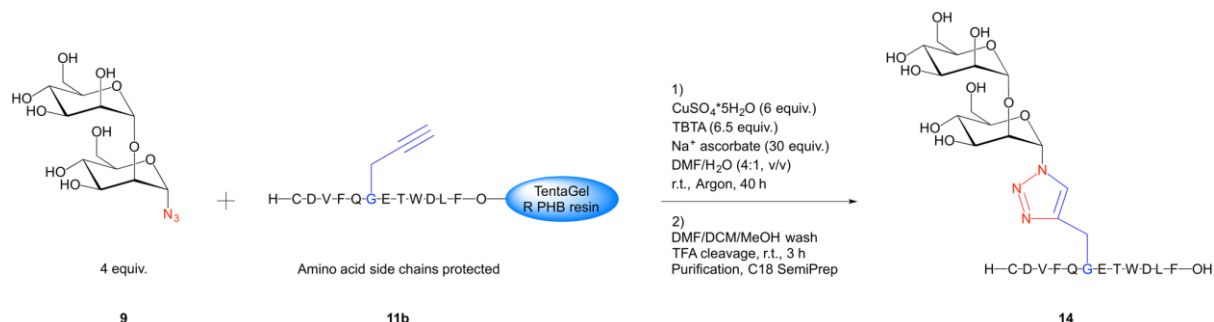 OH
OH
HO
HO
O
OH
O
HO
HO
O
N3
4 equiv.
9
H–C–D–V–F–Q–G–E–T–W–D–L–F–O
TentaGel
R PHB resin
Amino acid side chains protected
11b
1)
CuSO4*5H2O (6 equiv.)
TBTA (6.5 equiv.)
Na+ ascorbate (30 equiv.)
DMF/H2O (4:1, v/v)
r.t., Argon, 40 h
2)
DMF/DCM/MeOH wash
TFA cleavage, r.t., 3 h
Purification, C18 SemiPrep
OH
OH
HO
HO
O
OH
O
HO
HO
O
N
N
N
H–C–D–V–F–Q–G–E–T–W–D–L–F–OH
14